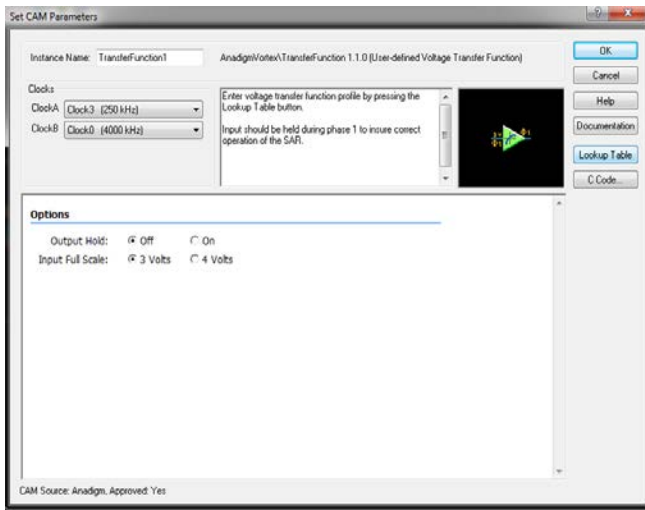 Set CAM Parameters
Instance Name: TransferFunction1
AnadigmVortex\TransferFunction 1.1.0 (User-defined Voltage Transfer Function)
OK
Cancel
Help
Documentation
Lookup Table
C Code...
Clocks
ClockA Clock3 (250 kHz)
ClockB Clock0 (4000 kHz)
Enter voltage transfer function profile by pressing the
Lookup Table button.
Input should be held during phase 1 to insure correct
operation of the SAR.
Options
Output Hold: Off On
Input Full Scale: 3 Volts 4 Volts
CAM Source: Anadigm, Approved: Yes